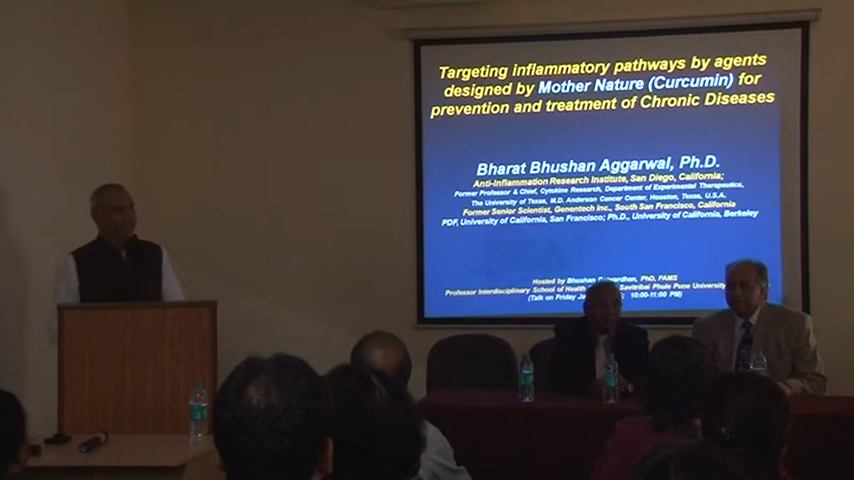 Targeting inflammatory pathways by agents
designed by Mother Nature (Curcumin) for
prevention and treatment of Chronic Diseases
Bharat Bhushan Aggarwal, Ph.D.
Anti-Inflammation Research Institute, San Diego, California;
Former Professor & Chief, Cytokine Research, Department of Experimental Therapeutics,
The University of Texas, M.D. Anderson Cancer Center, Houston, Texas, U.S.A.
Former Senior Scientist, Genentech Inc., South San Francisco, California
PDF, University of California, San Francisco; Ph.D., University of California, Berkeley
Hosted by Bhushan PhD, FAMS
Professor Interdisciplinary School of Health Savitribai Phule Pune University
(Talk on Friday 10:00-11:00 PM)